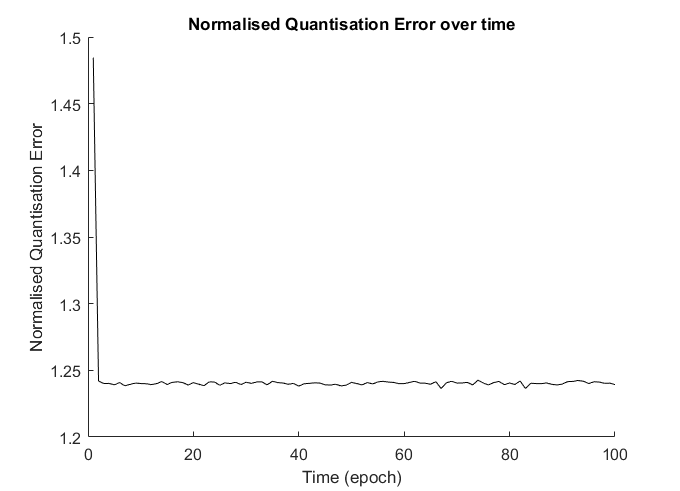 Normalised Quantisation Error over time
1.5
1.45
1.4
1.35
1.3
1.25
1.2
Normalised Quantisation Error
0 20 40 60 80 100
Time (epoch)